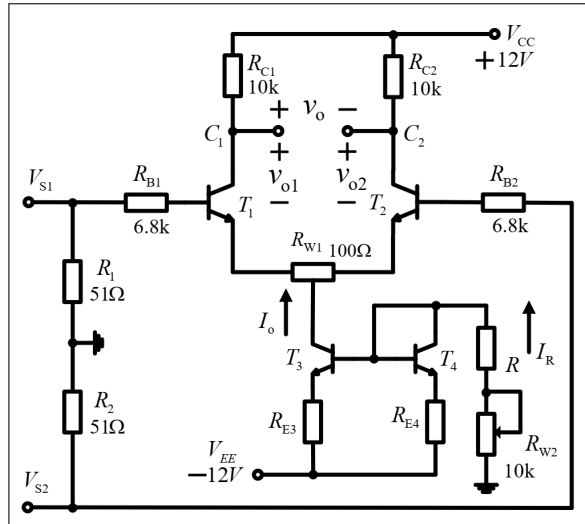 V_CC
+12V
R_C1
10k
R_C2
10k
+ v_o −
C_1
C_2
+
v_o1
−
+
v_o2
−
V_S1
R_B1
6.8k
T_1
T_2
R_B2
6.8k
R_W1
100Ω
R_1
51Ω
I_o
T_3
T_4
R
I_R
R_2
51Ω
R_E3
R_E4
R_W2
10k
V_EE
−12V
V_S2